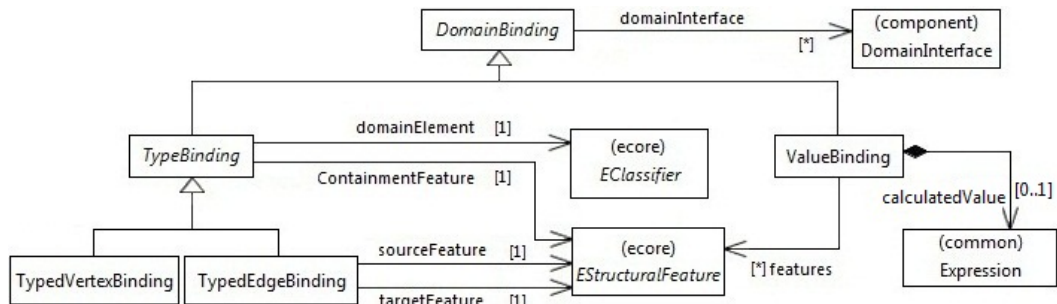 domainInterface
DomainBinding
[*]
(component)
DomainInterface
domainElement [1]
TypeBinding
ContainmentFeature [1]
(ecore)
EClassifier
ValueBinding
calculatedValue
[0..1]
sourceFeature [1]
(ecore)
EStructuralFeature
[*] features
(common)
Expression
TypedVertexBinding
TypedEdgeBinding
targetFeature [1]